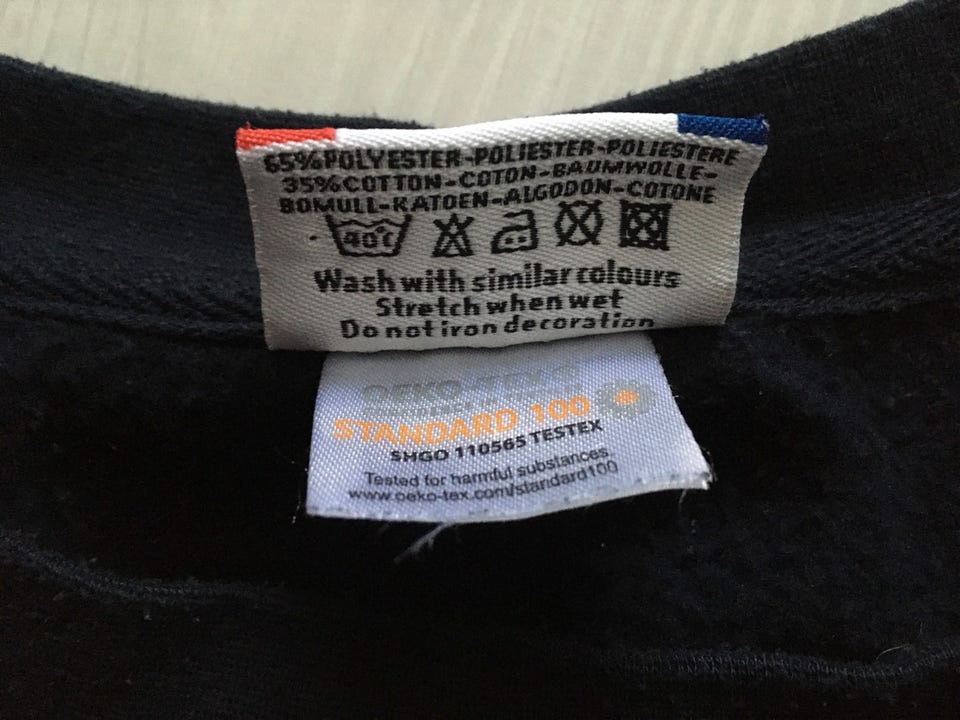 65%POLYESTER-POLIESTER-POLIESTERE
35%COTTON-COTON-BAUMWOLLE-
BOMULL-KATOEN-ALGODON-COTONE
40°C
Wash with similar colours
Stretch when wet
Do not iron decoration
OEKO-TEX®
STANDARD 100
SHGO 110565 TESTEX
Tested for harmful substances.
www.oeko-tex.com/standard100